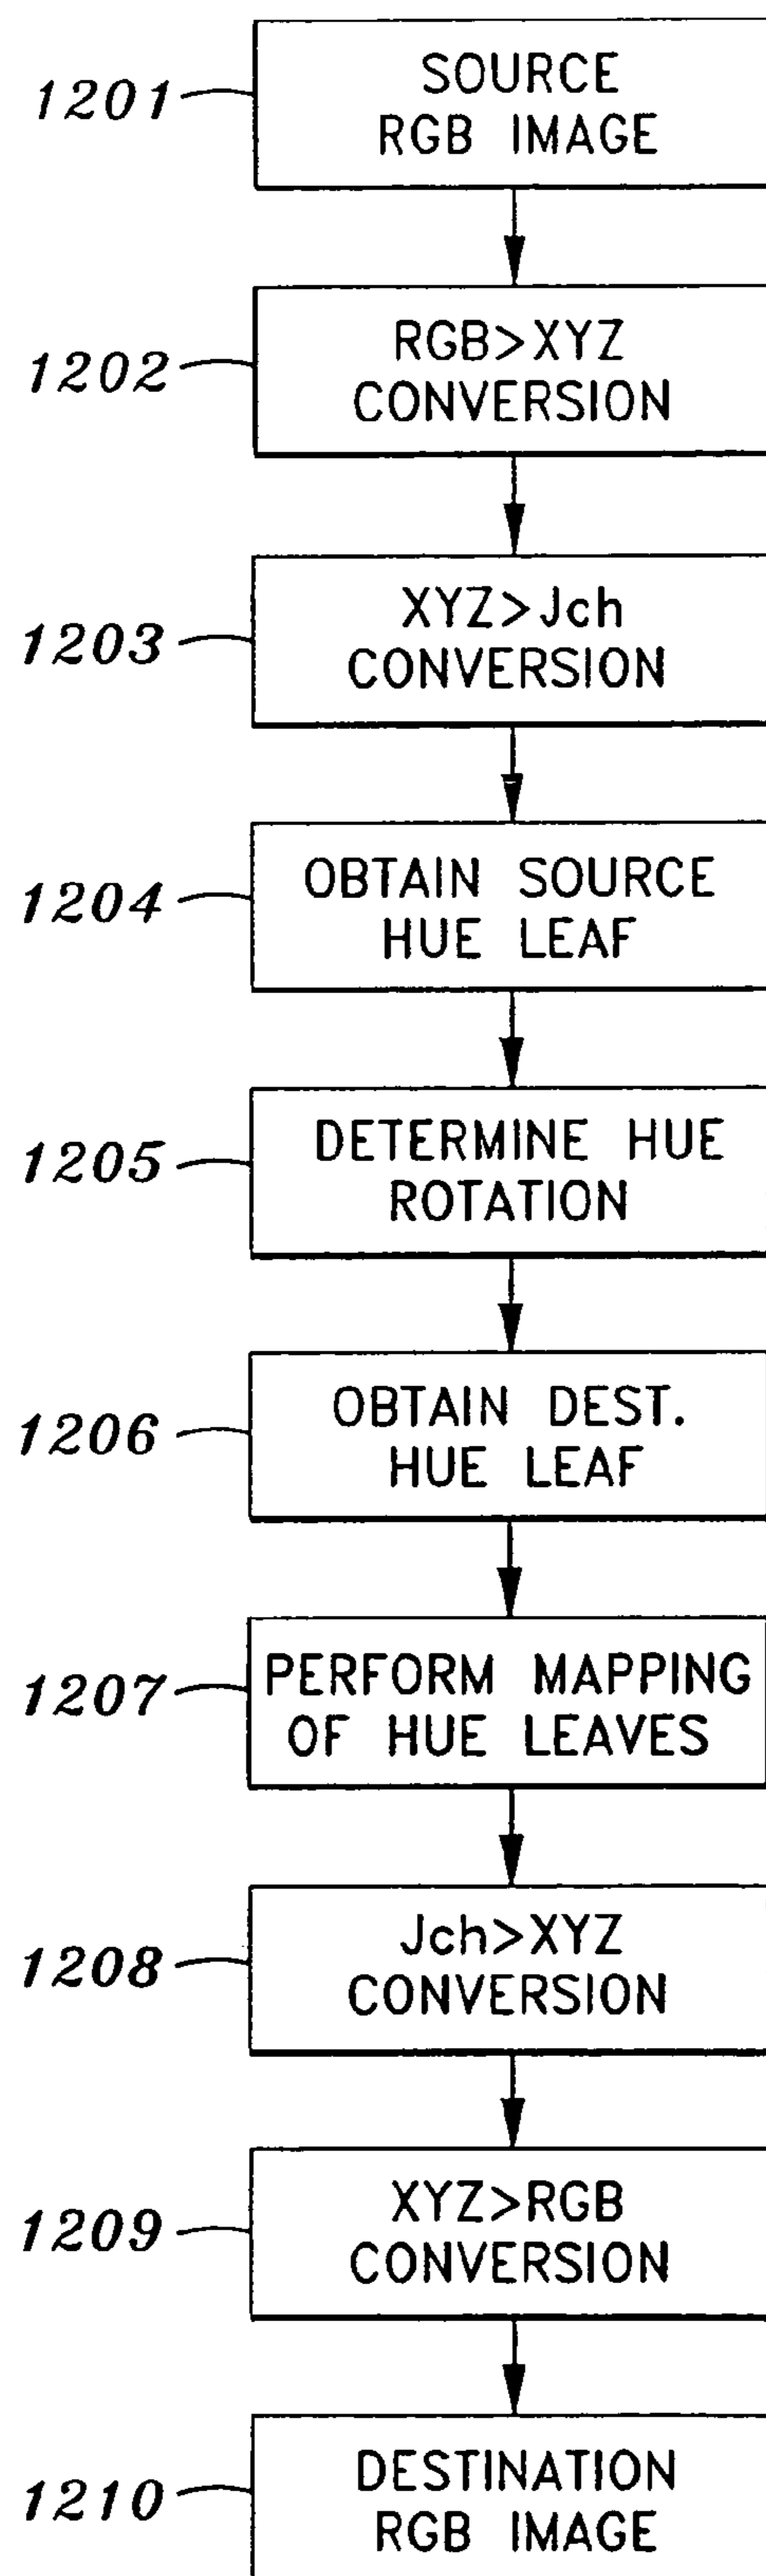 1201
SOURCE
RGB IMAGE
1202
RGB>XYZ
CONVERSION
1203
XYZ>Jch
CONVERSION
1204
OBTAIN SOURCE
HUE LEAF
1205
DETERMINE HUE
ROTATION
1206
OBTAIN DEST.
HUE LEAF
1207
PERFORM MAPPING
OF HUE LEAVES
1208
Jch>XYZ
CONVERSION
1209
XYZ>RGB
CONVERSION
1210
DESTINATION
RGB IMAGE